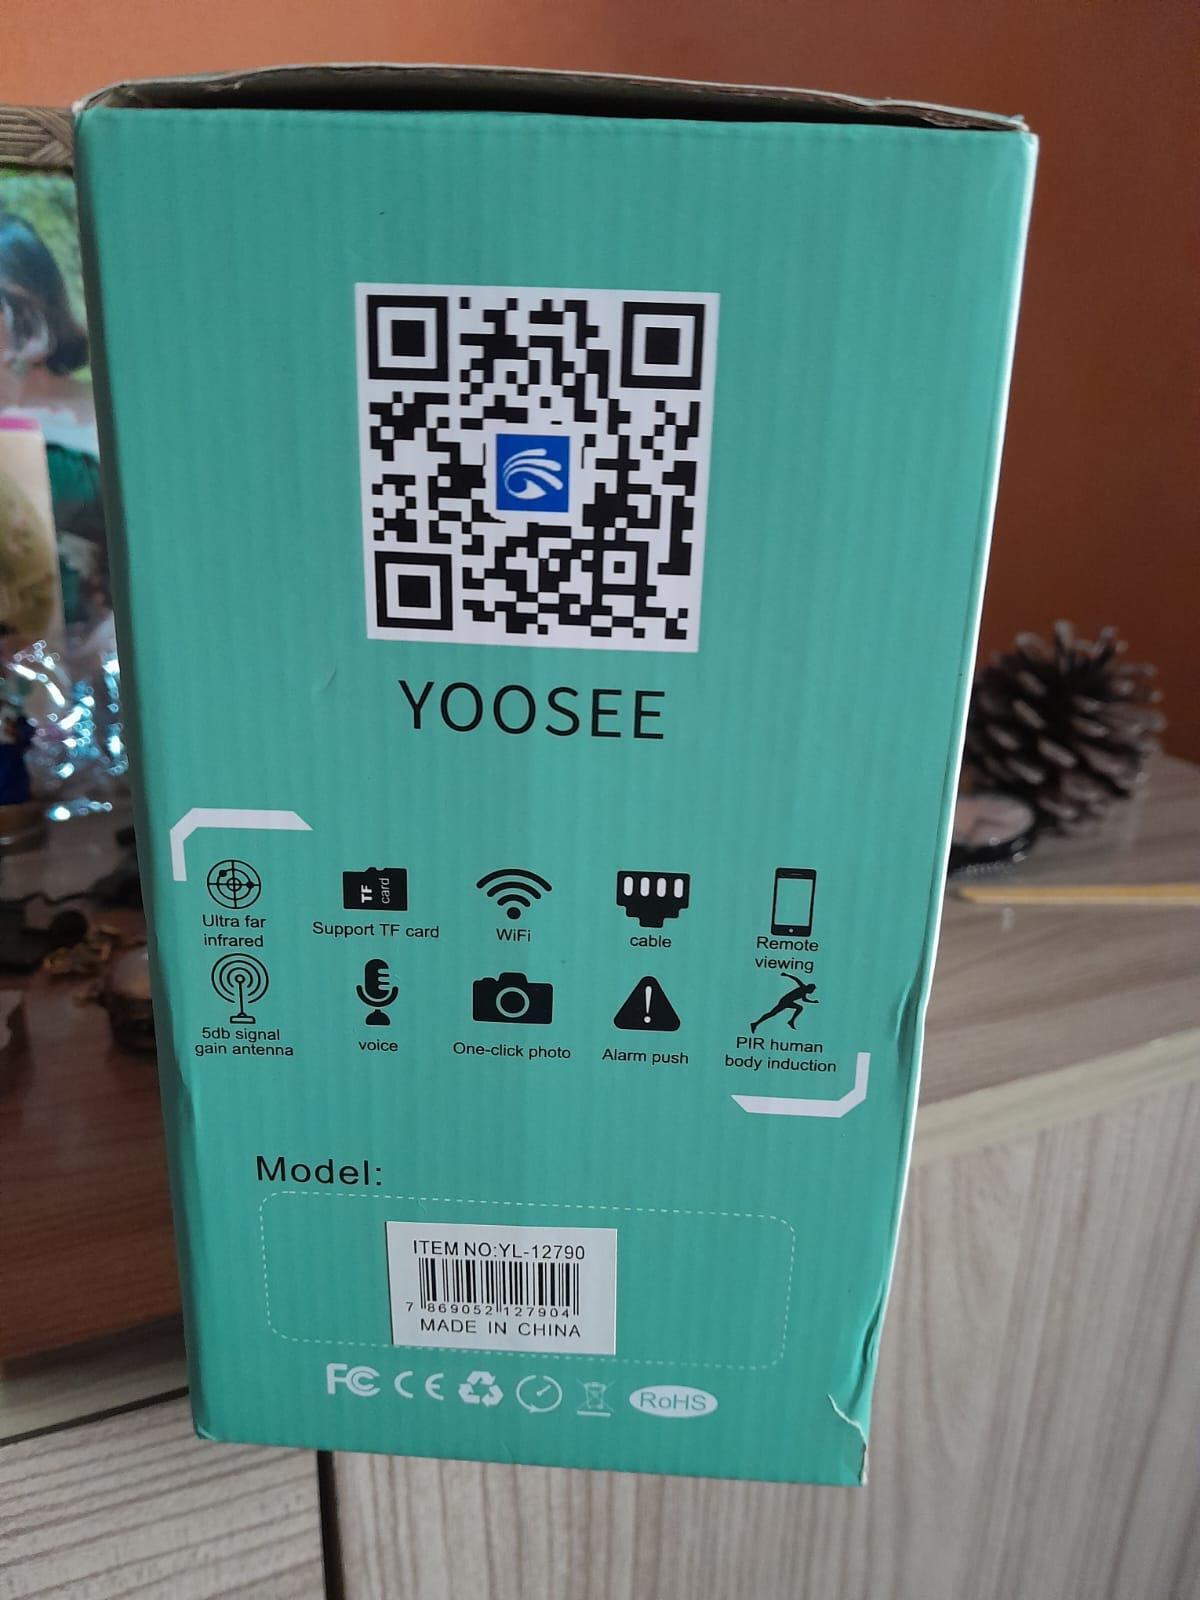 YOOSEE
Ultra far
infrared
TF
card
Support TF card
WiFi
cable
Remote
viewing
5db signal
gain antenna
voice
One-click photo
Alarm push
PIR human
body induction
Model:
ITEM NO:YL-12790
7 869052 127904
MADE IN CHINA
FC CE RoHS